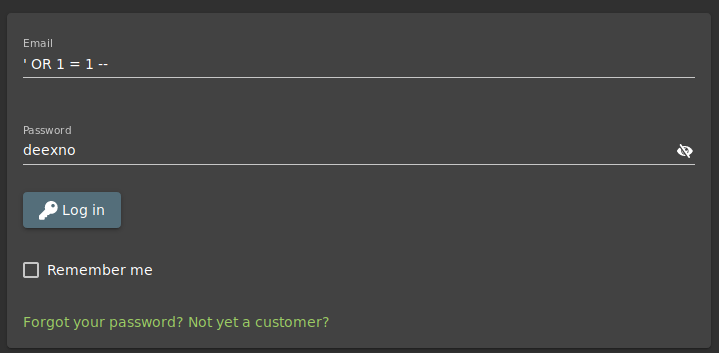 Email
' OR 1 = 1 --
Password
deexno
Log in
Remember me
Forgot your password? Not yet a customer?